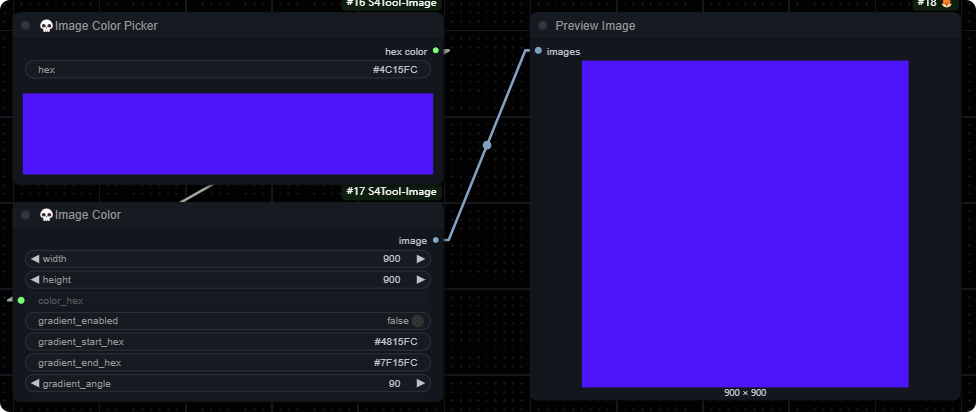 #16 S4Tool-Image
💀Image Color Picker
hex color
hex #4C15FC
#17 S4Tool-Image
💀Image Color
image
width 900
height 900
color_hex
gradient_enabled false
gradient_start_hex #4815FC
gradient_end_hex #7F15FC
gradient_angle 90
#18 🦊
Preview Image
images
900 × 900